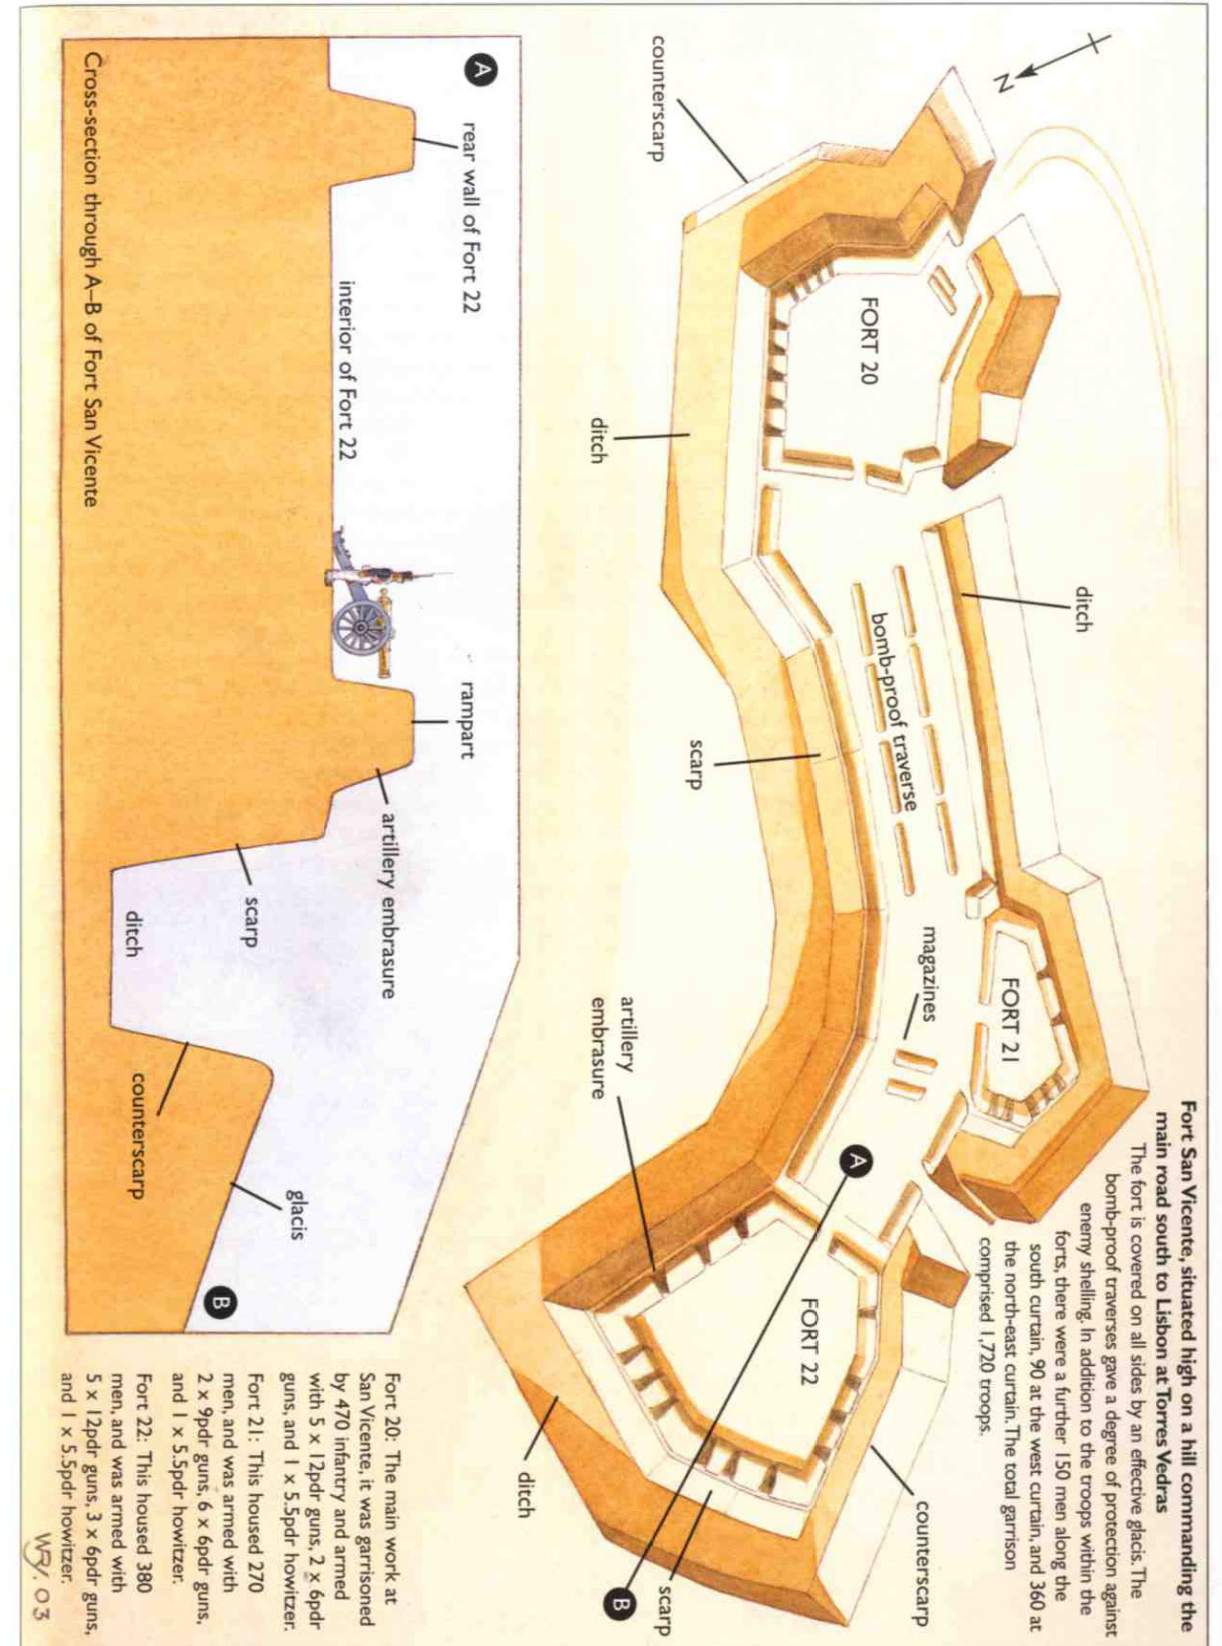 Fort San Vicente, situated high on a hill commanding the
main road south to Lisbon at Torres Vedras
The fort is covered on all sides by an effective glacis. The
bomb-proof traverses gave a degree of protection against
enemy shelling. In addition to the troops within the
forts, there were a further 150 men along the
south curtain, 90 at the west curtain, and 360 at
the north-east curtain. The total garrison
comprised 1,720 troops.
N
counterscarp
FORT 20
ditch
ditch
bomb-proof traverse
scarp
magazines
FORT 21
artillery
embrasure
A
FORT 22
counterscarp
ditch
scarp
B
A
rear wall of Fort 22
interior of Fort 22
rampart
artillery embrasure
scarp
ditch
counterscarp
glacis
B
Cross-section through A–B of Fort San Vicente
Fort 20: The main work at
San Vicente, it was garrisoned
by 470 infantry and armed
with 5 x 12pdr guns, 2 x 6pdr
guns, and 1 x 5.5pdr howitzer.
Fort 21: This housed 270
men, and was armed with
2 x 9pdr guns, 6 x 6pdr guns,
and 1 x 5.5pdr howitzer.
Fort 22: This housed 380
men, and was armed with
5 x 12pdr guns, 3 x 6pdr guns,
and 1 x 5.5pdr howitzer.